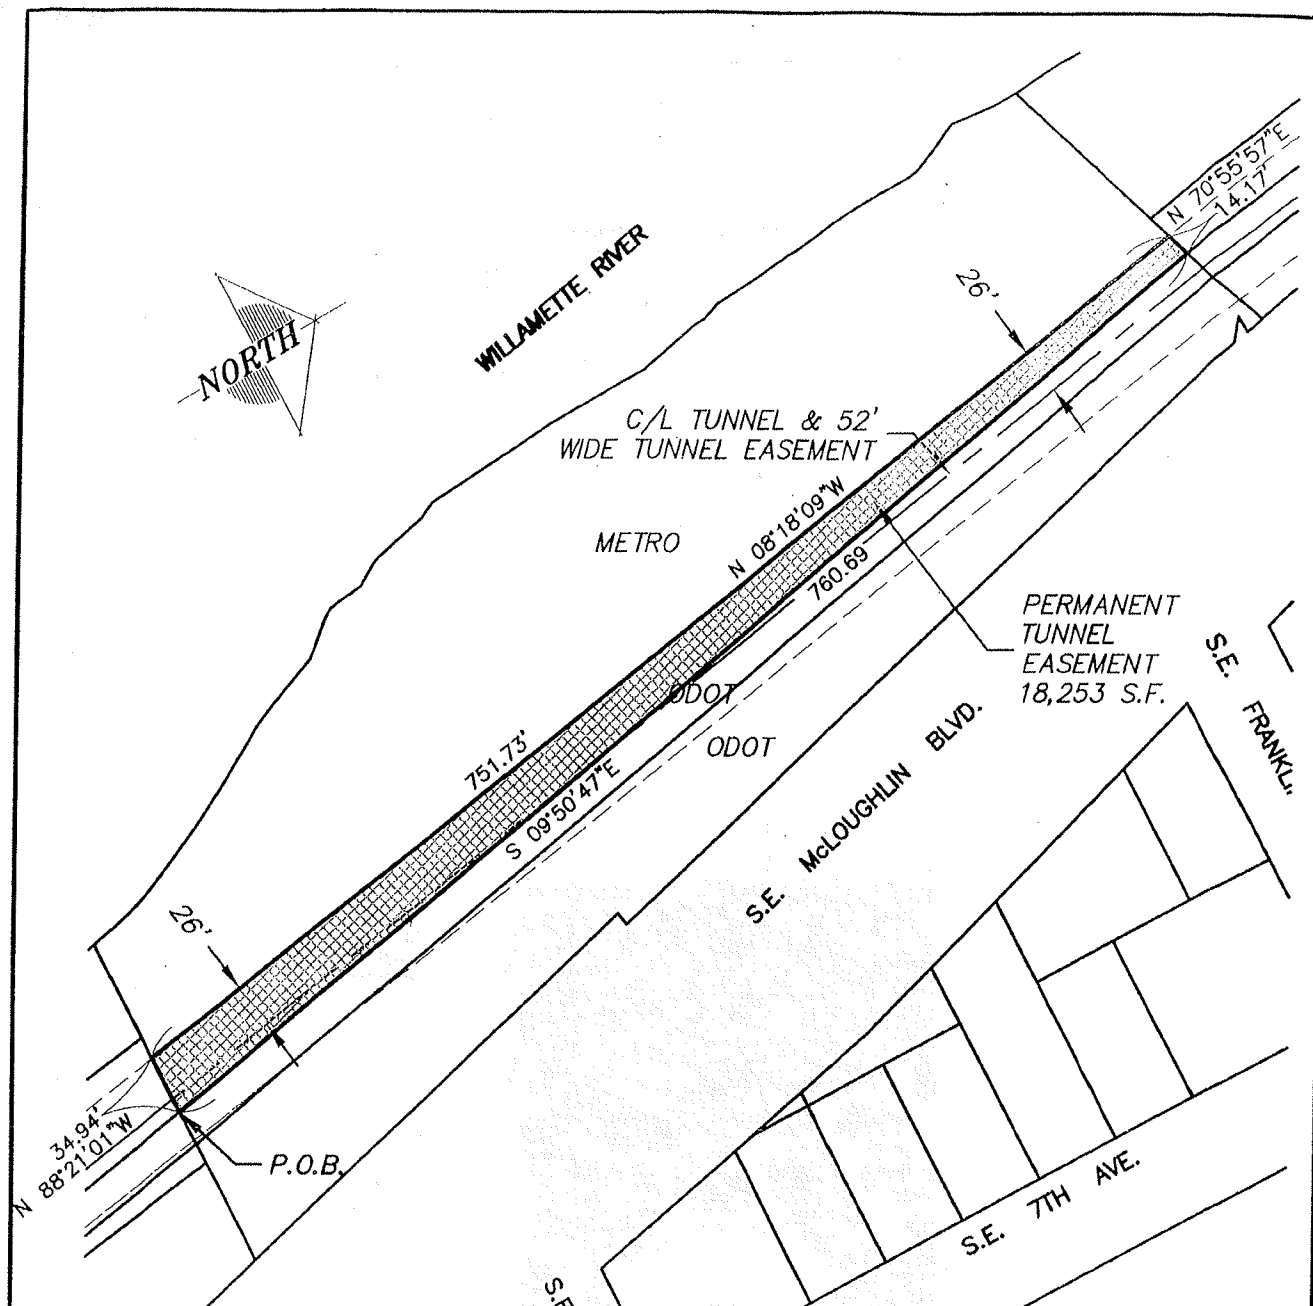 N 70°55'57"E
14.17'
26'
WILLAMETTE RIVER
NORTH
C/L TUNNEL & 52'
WIDE TUNNEL EASEMENT
METRO
N 08°18'09"W
760.69
PERMANENT
TUNNEL
EASEMENT
18,253 S.F.
S.E. FRANKL
ODOT
ODOT
751.73'
S 09°50'47"E
S.E. McLOUGHLIN BLVD.
26'
34.94'
N 88°21'01"W
P.O.B.
S.E. 7TH AVE.
S.E